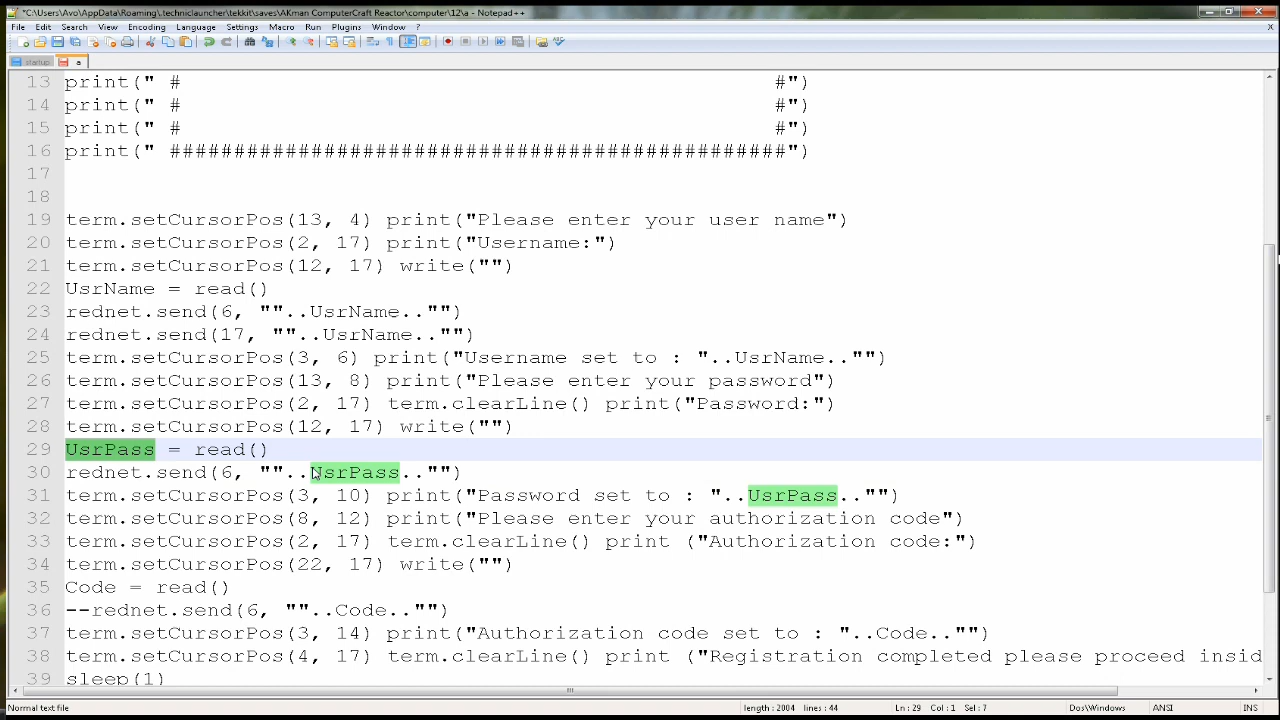 *C:\Users\Avo\AppData\Roaming\.techniclauncher\tekkit\saves\AKman ComputerCraft Reactor\computer\12\a - Notepad++
File Edit Search View Encoding Language Settings Macro Run Plugins Window ? X
startup a
13 print(" #                                               #")
14 print(" #                                               #")
15 print(" #                                               #")
16 print(" ################################################")
17
18
19 term.setCursorPos(13, 4) print("Please enter your user name")
20 term.setCursorPos(2, 17) print("Username:")
21 term.setCursorPos(12, 17) write("")
22 UsrName = read()
23 rednet.send(6, ""..UsrName.."")
24 rednet.send(17, ""..UsrName.."")
25 term.setCursorPos(3, 6) print("Username set to : "..UsrName.."")
26 term.setCursorPos(13, 8) print("Please enter your password")
27 term.setCursorPos(2, 17) term.clearLine() print("Password:")
28 term.setCursorPos(12, 17) write("")
29 UsrPass = read()
30 rednet.send(6, ""..UsrPass.."")
31 term.setCursorPos(3, 10) print("Password set to : "..UsrPass.."")
32 term.setCursorPos(8, 12) print("Please enter your authorization code")
33 term.setCursorPos(2, 17) term.clearLine() print ("Authorization code:")
34 term.setCursorPos(22, 17) write("")
35 Code = read()
36 --rednet.send(6, ""..Code.."")
37 term.setCursorPos(3, 14) print("Authorization code set to : "..Code.."")
38 term.setCursorPos(4, 17) term.clearLine() print ("Registration completed please proceed insid
39 sleep(1)
Normal text file length : 2004 lines : 44 Ln : 29 Col : 1 Sel : 7 Dos\Windows ANSI INS